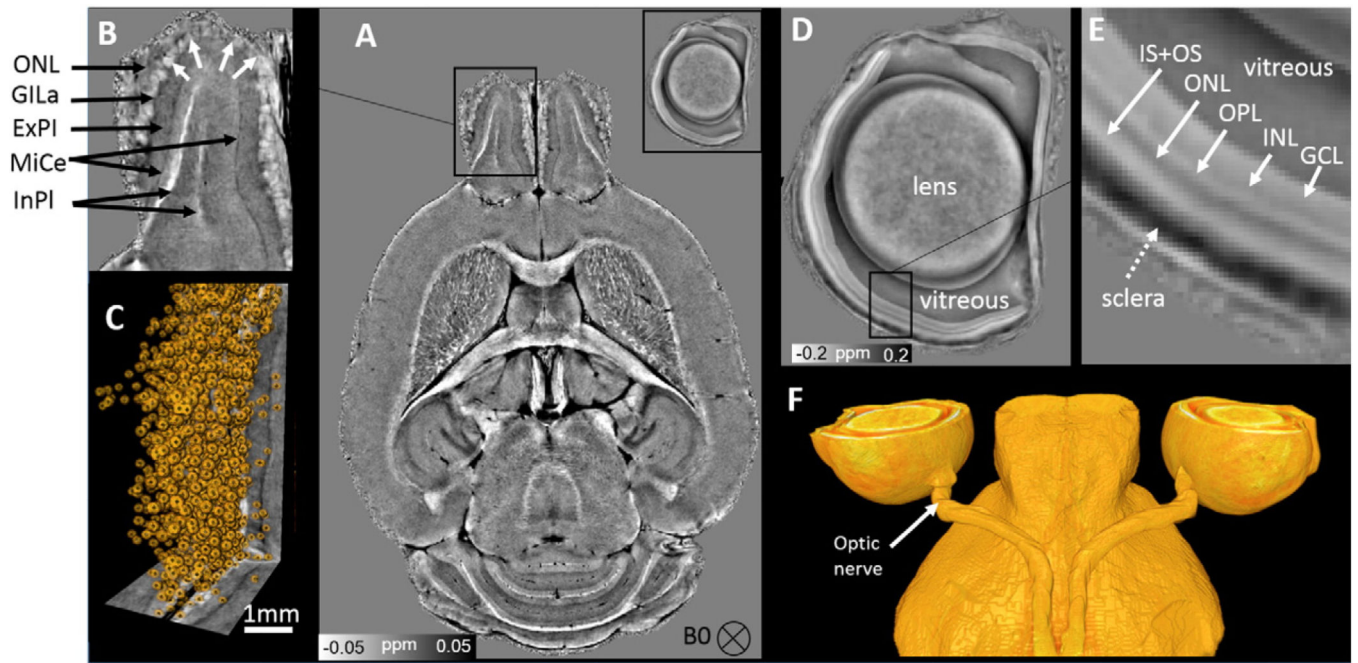 B
ONL
GlLa
ExPl
MiCe
InPl
C
1mm
A
-0.05 ppm 0.05
B0
D
lens
vitreous
-0.2 ppm 0.2
E
IS+OS
vitreous
ONL
OPL
INL
GCL
sclera
F
Optic
nerve